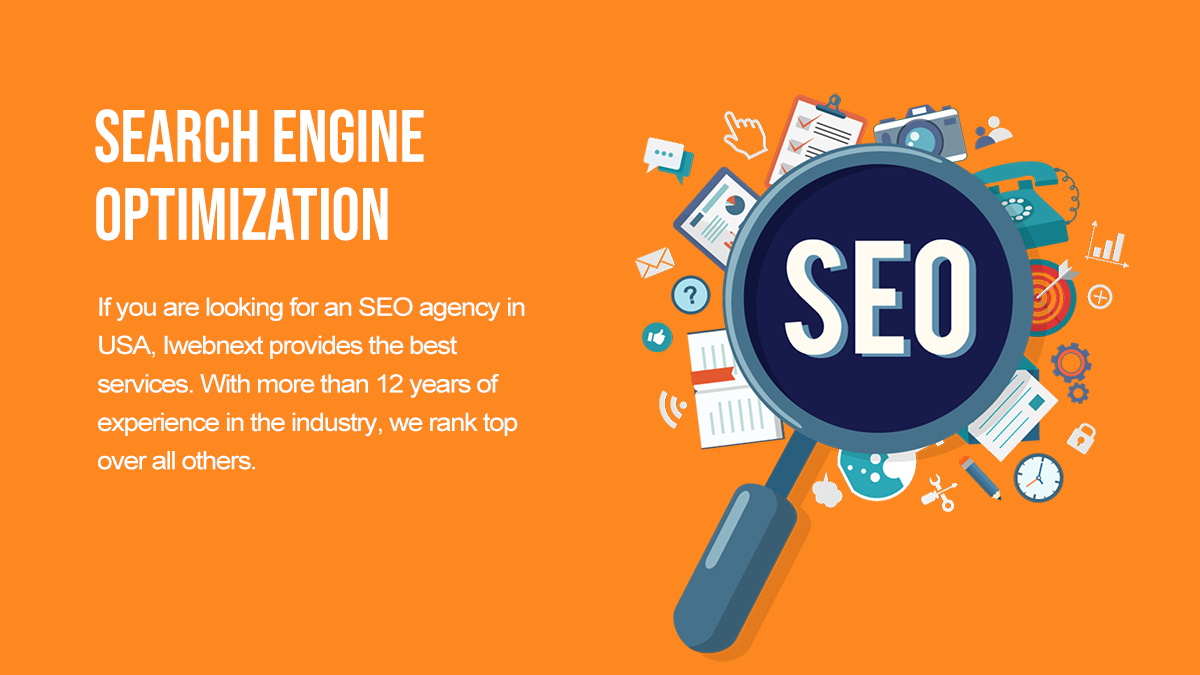 SEARCH ENGINE
OPTIMIZATION
If you are looking for an SEO agency in
USA, Iwebnext provides the best
services. With more than 12 years of
experience in the industry, we rank top
over all others.
SEO
?